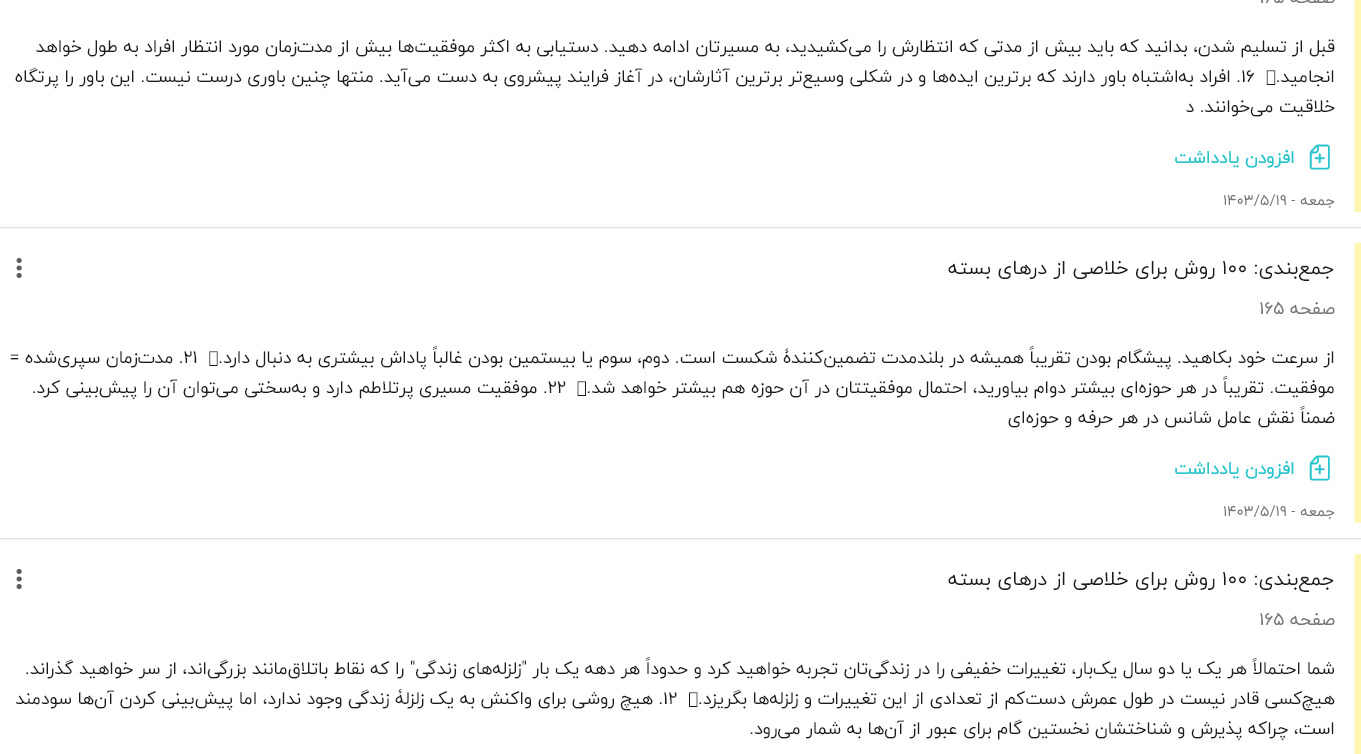 صفحه ۱۶۵
قبل از تسلیم شدن، بدانید که باید بیش از مدتی که انتظارش را می‌کشیدید، به مسیرتان ادامه دهید. دستیابی به اکثر موفقیت‌ها بیش از مدت‌زمان مورد انتظار افراد به طول خواهد
انجامید. ۱۶. افراد به‌اشتباه باور دارند که برترین ایده‌ها و در شکلی وسیع‌تر برترین آثارشان، در آغاز فرایند پیشروی به دست می‌آید. منتها چنین باوری درست نیست. این باور را پرتگاه
خلاقیت می‌خوانند. د
افزودن یادداشت
جمعه - ۱۴۰۳/۵/۱۹
جمع‌بندی: ۱۰۰ روش برای خلاصی از درهای بسته
صفحه ۱۶۵
از سرعت خود بکاهید. پیشگام بودن تقریباً همیشه در بلندمدت تضمین‌کنندهٔ شکست است. دوم، سوم یا بیستمین بودن غالباً پاداش بیشتری به دنبال دارد. ۲۱. مدت‌زمان سپری‌شده =
موفقیت. تقریباً در هر حوزه‌ای بیشتر دوام بیاورید، احتمال موفقیتتان در آن حوزه هم بیشتر خواهد شد. ۲۲. موفقیت مسیری پرتلاطم دارد و به‌سختی می‌توان آن را پیش‌بینی کرد.
ضمناً نقش عامل شانس در هر حرفه و حوزه‌ای
افزودن یادداشت
جمعه - ۱۴۰۳/۵/۱۹
جمع‌بندی: ۱۰۰ روش برای خلاصی از درهای بسته
صفحه ۱۶۵
شما احتمالاً هر یک یا دو سال یک‌بار، تغییرات خفیفی را در زندگی‌تان تجربه خواهید کرد و حدوداً هر دهه یک بار "زلزله‌های زندگی" را که نقاط باتلاق‌مانند بزرگی‌اند، از سر خواهید گذراند.
هیچ‌کسی قادر نیست در طول عمرش دست‌کم از تعدادی از این تغییرات و زلزله‌ها بگریزد. ۱۲. هیچ روشی برای واکنش به یک زلزلهٔ زندگی وجود ندارد، اما پیش‌بینی کردن آن‌ها سودمند
است، چراکه پذیرش و شناختشان نخستین گام برای عبور از آن‌ها به شمار می‌رود.